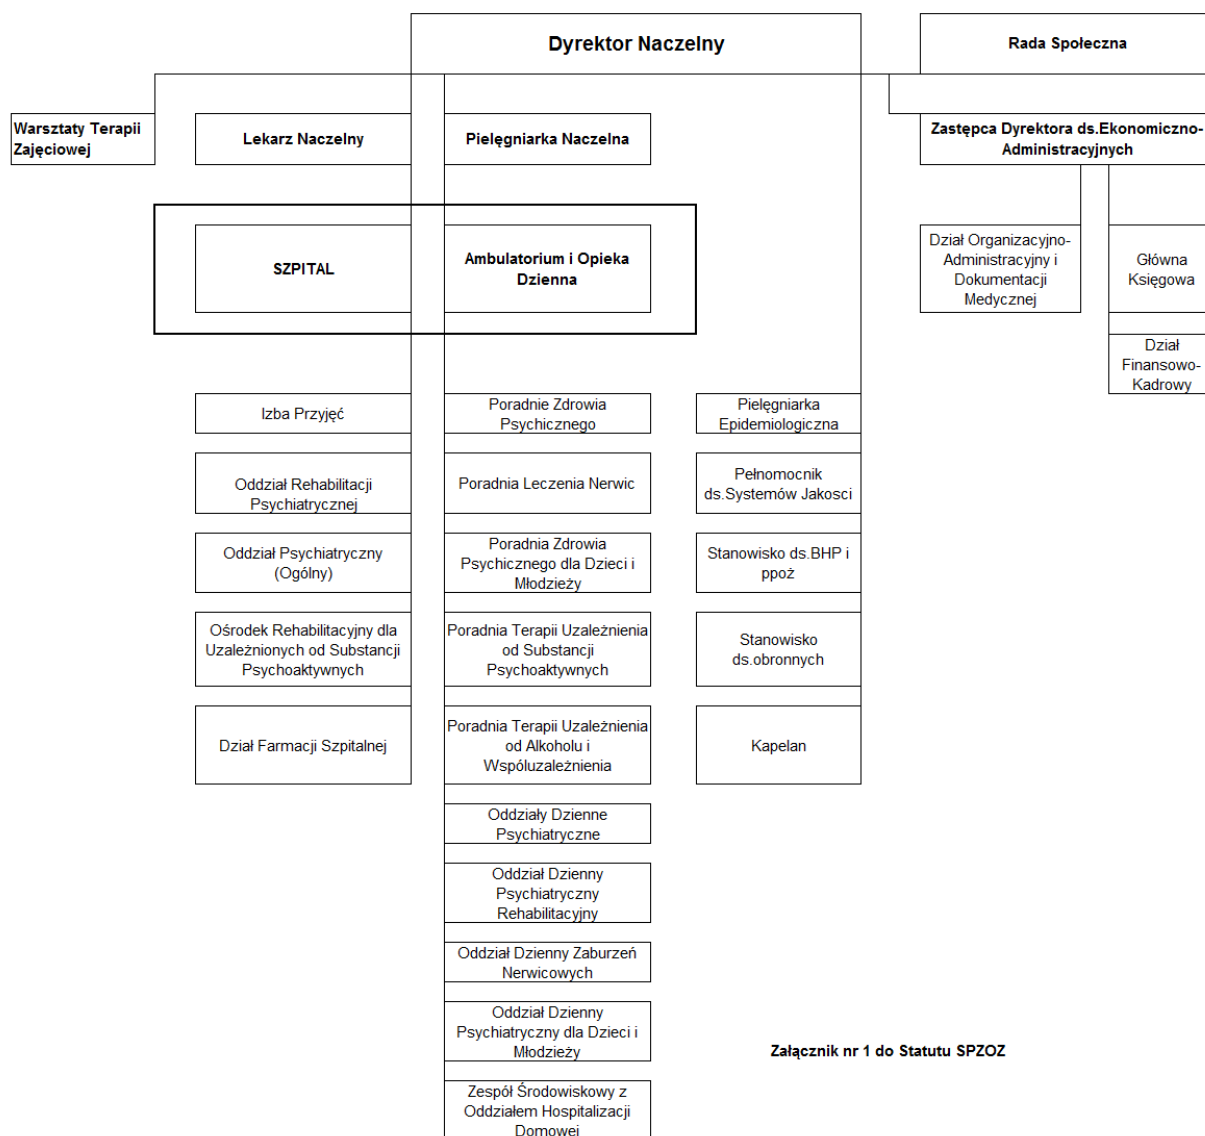 Dyrektor Naczelny
Rada Społeczna
Warsztaty Terapii
Zajęciowej
Lekarz Naczelny
Pielęgniarka Naczelna
Zastępca Dyrektora ds.Ekonomiczno-
Administracyjnych
SZPITAL
Ambulatorium i Opieka
Dzienna
Dział Organizacyjno-
Administracyjny i
Dokumentacji
Medycznej
Główna
Księgowa
Dział
Finansowo-
Kadrowy
Izba Przyjęć
Poradnie Zdrowia
Psychicznego
Pielęgniarka
Epidemiologiczna
Oddział Rehabilitacji
Psychiatrycznej
Poradnia Leczenia Nerwic
Pełnomocnik
ds.Systemów Jakosci
Oddział Psychiatryczny
(Ogólny)
Poradnia Zdrowia
Psychicznego dla Dzieci i
Młodzieży
Stanowisko ds.BHP i
ppoż
Ośrodek Rehabilitacyjny dla
Uzależnionych od Substancji
Psychoaktywnych
Poradnia Terapii Uzależnienia
od Substancji
Psychoaktywnych
Stanowisko
ds.obronnych
Dział Farmacji Szpitalnej
Poradnia Terapii Uzależnienia
od Alkoholu i
Wspóluzależnienia
Kapelan
Oddziały Dzienne
Psychiatryczne
Oddział Dzienny
Psychiatryczny
Rehabilitacyjny
Oddział Dzienny Zaburzeń
Nerwicowych
Oddział Dzienny
Psychiatryczny dla Dzieci i
Młodzieży
Załącznik nr 1 do Statutu SPZOZ
Zespół Środowiskowy z
Oddziałem Hospitalizacji
Domowej